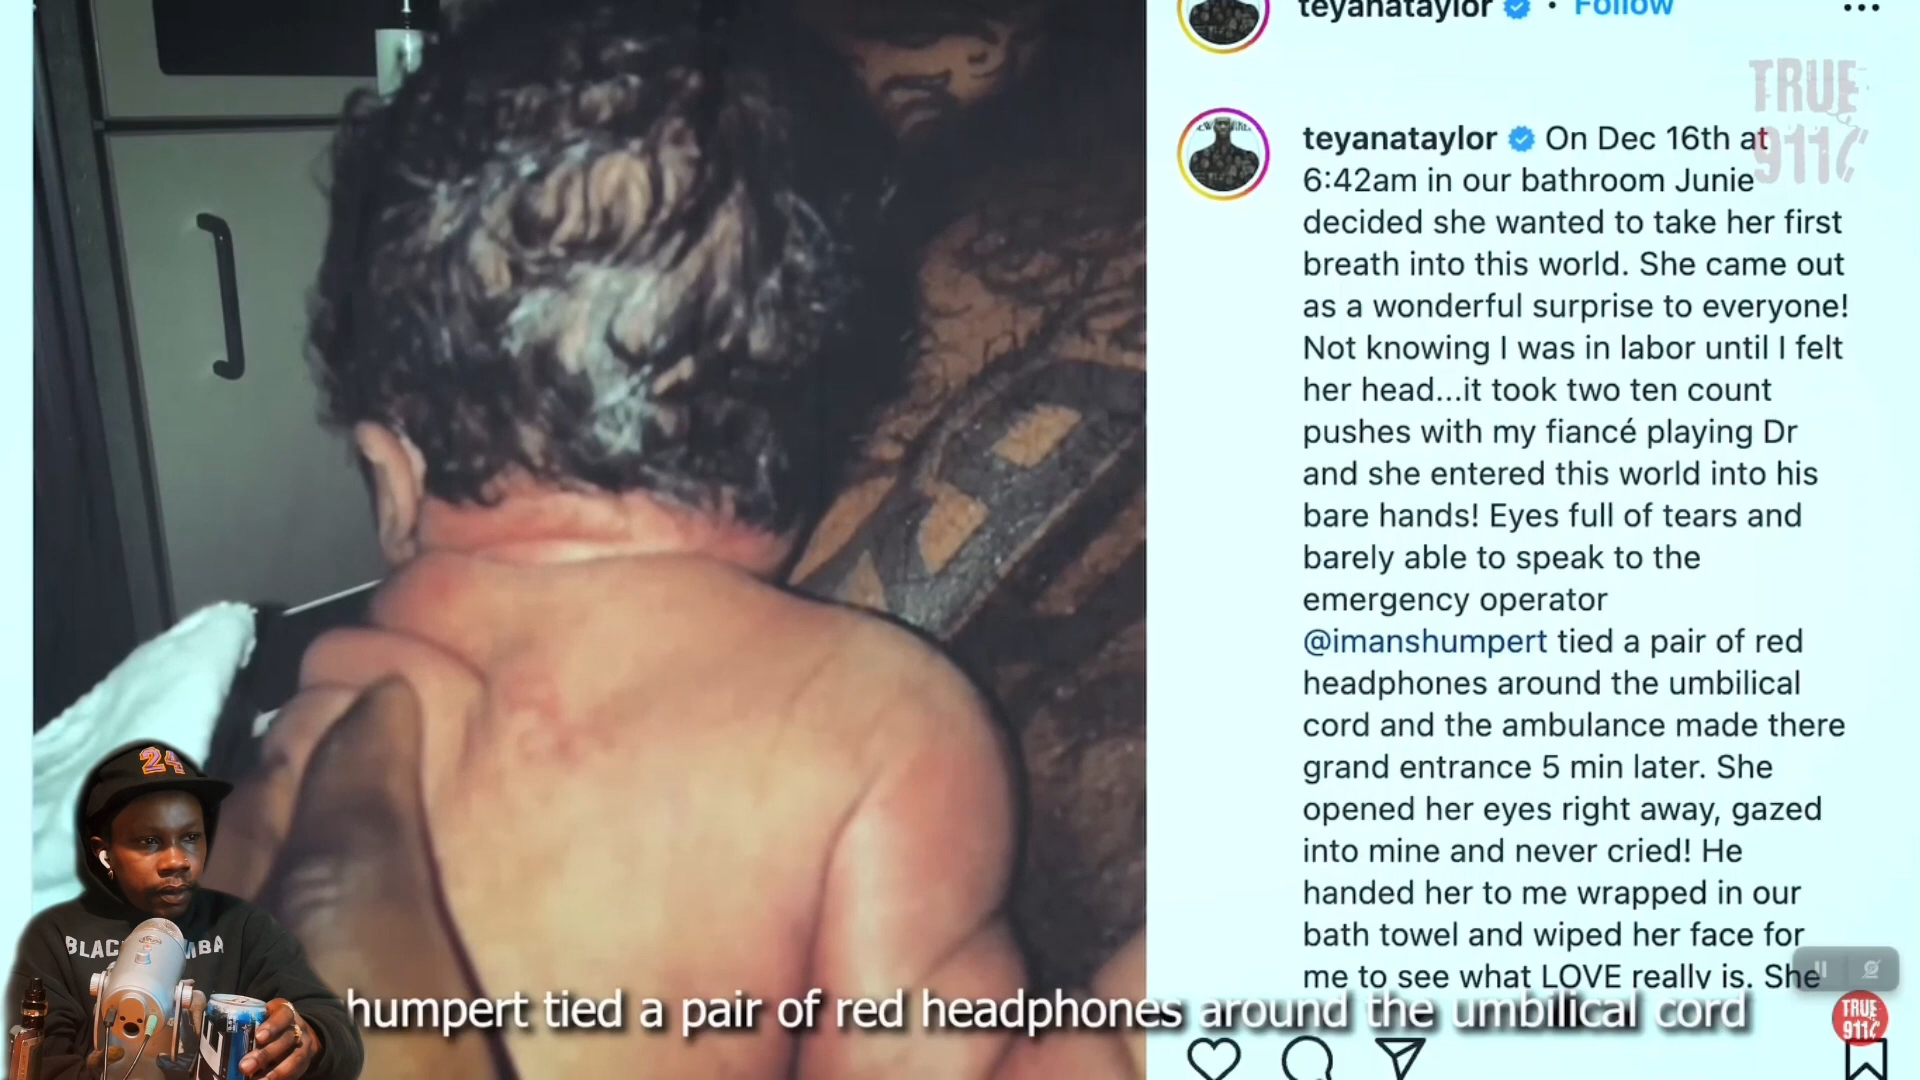 teyanataylor • Follow
TRUE
911
teyanataylor On Dec 16th at
6:42am in our bathroom Junie
decided she wanted to take her first
breath into this world. She came out
as a wonderful surprise to everyone!
Not knowing I was in labor until I felt
her head...it took two ten count
pushes with my fiancé playing Dr
and she entered this world into his
bare hands! Eyes full of tears and
barely able to speak to the
emergency operator
@imanshumpert tied a pair of red
headphones around the umbilical
cord and the ambulance made there
grand entrance 5 min later. She
opened her eyes right away, gazed
into mine and never cried! He
handed her to me wrapped in our
bath towel and wiped her face for
me to see what LOVE really is. She
humpert tied a pair of red headphones around the umbilical cord
TRUE
911
24